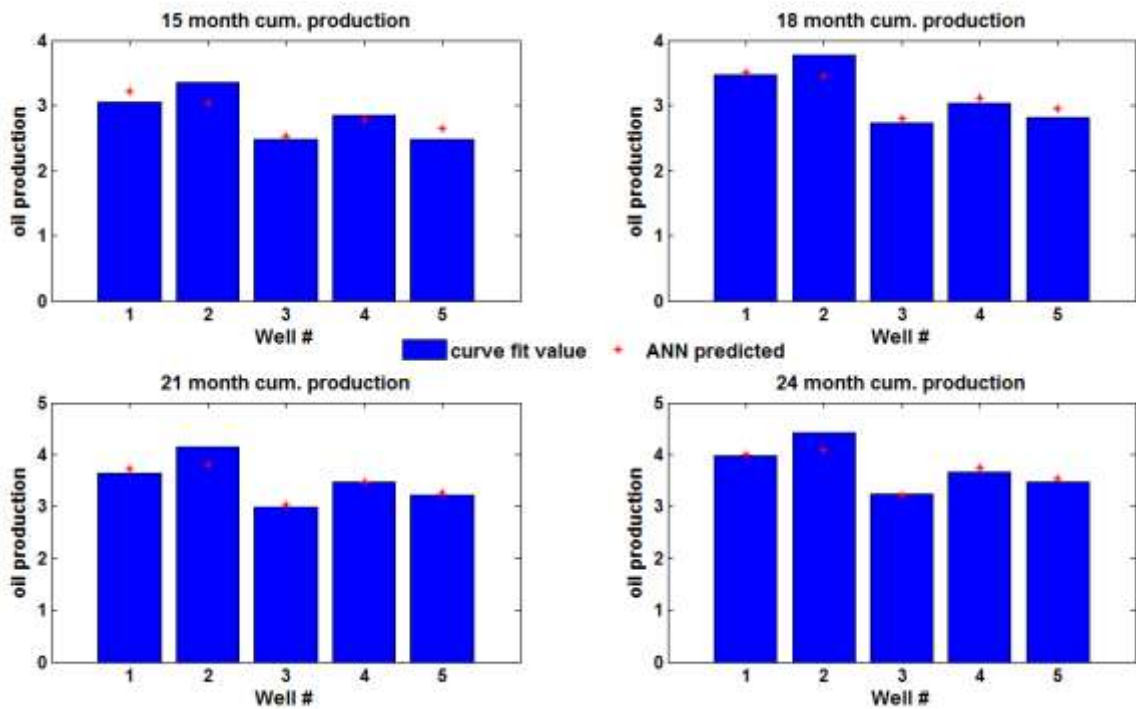 15 month cum. production
18 month cum. production
oil production
4
3
2
1
0
1 2 3 4 5
Well #
oil production
4
3
2
1
0
1 2 3 4 5
Well #
curve fit value
ANN predicted
21 month cum. production
24 month cum. production
oil production
5
4
3
2
1
0
1 2 3 4 5
Well #
oil production
5
4
3
2
1
0
1 2 3 4 5
Well #